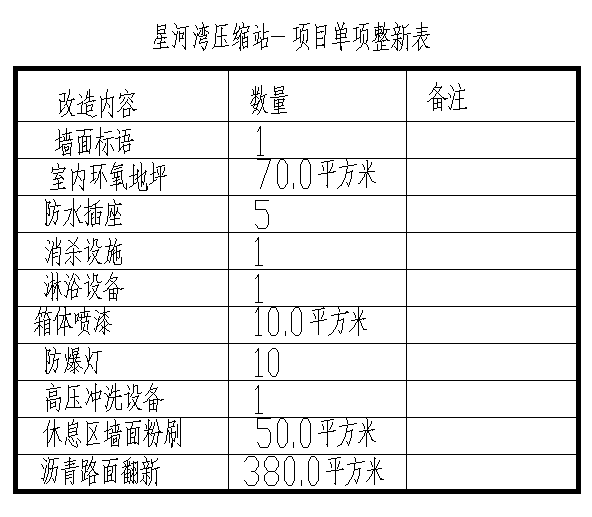 星河湾压缩站－项目单项整新表
改造内容 数量 备注
墙面标语 1
室内环氧地坪 70.0平方米
防水插座 5
消杀设施 1
淋浴设备 1
箱体喷漆 10.0平方米
防爆灯 10
高压冲洗设备 1
休息区墙面粉刷 50.0平方米
沥青路面翻新 380.0平方米